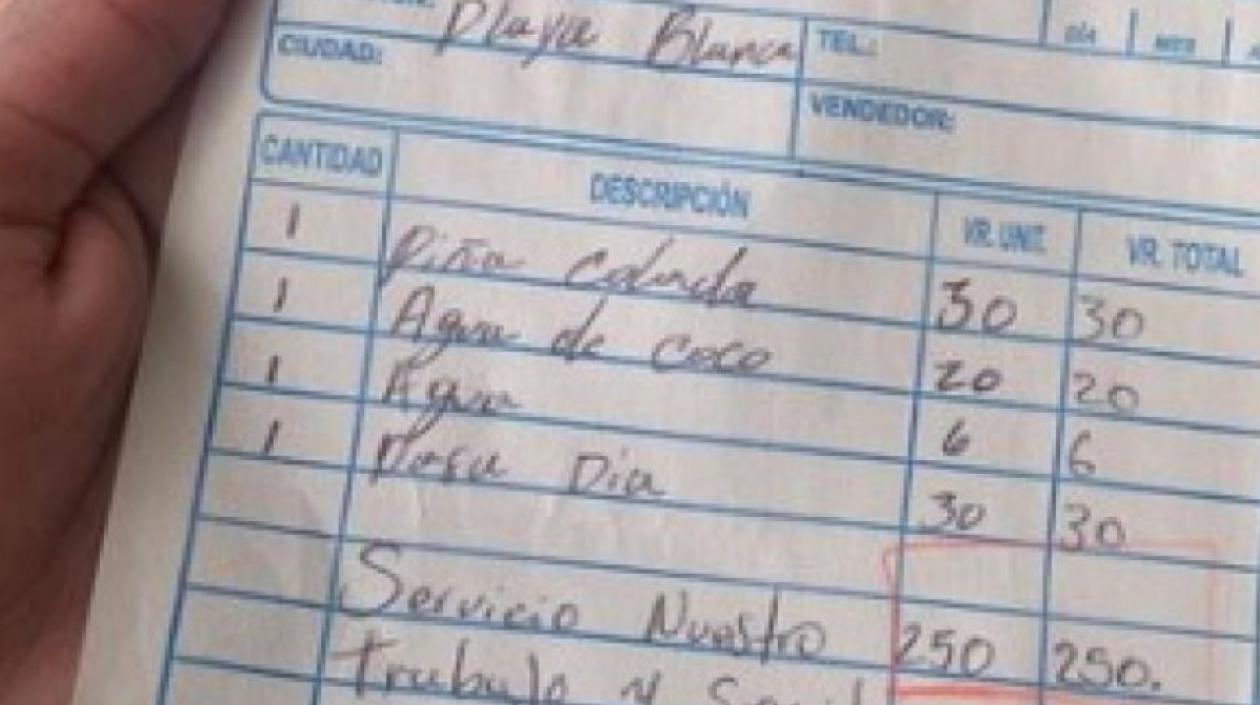 Playa Blanca TEL.: DÍA MES
CIUDAD:
VENDEDOR:
CANTIDAD DESCRIPCIÓN VR. UNIT. VR. TOTAL
1 Piña colada 30 30
1 Agua de coco 20 20
1 Agua 6 6
1 Pasa Dia 30 30
Servicio Nuestro 250 250.
Trabajo y